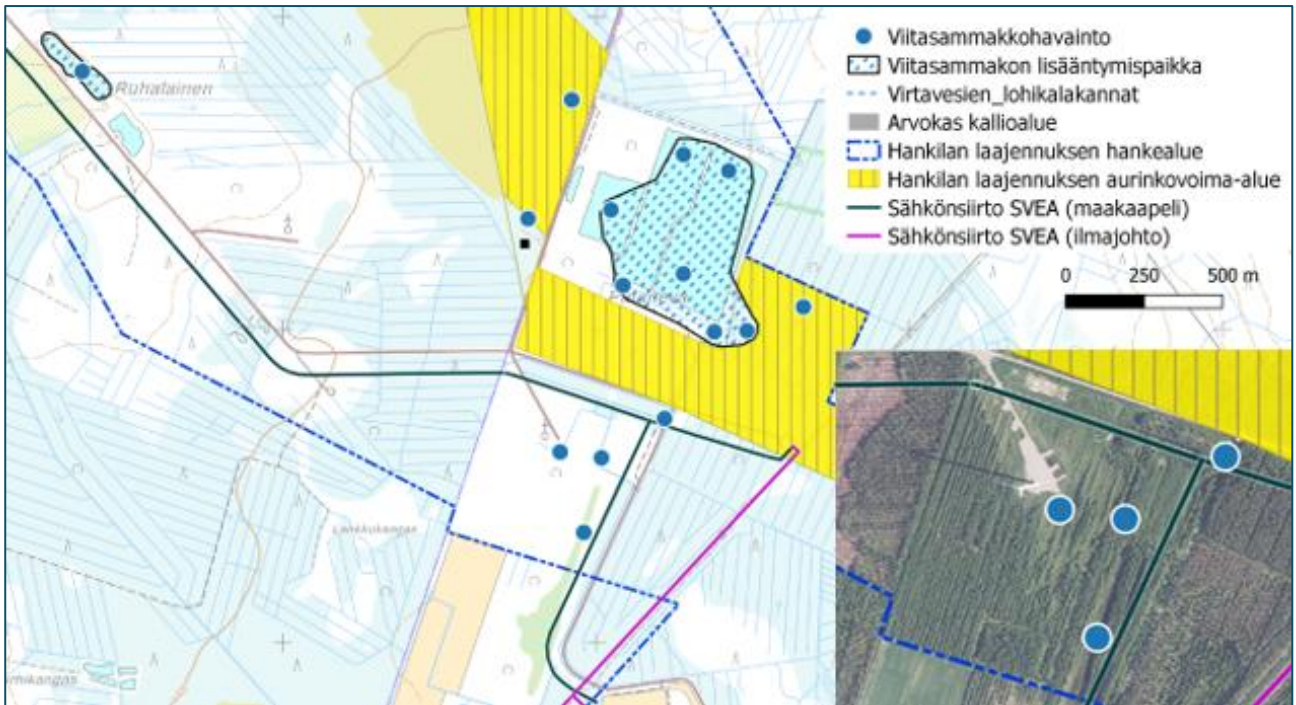 Viitasammakkohavainto
Viitasammakon lisääntymispaikka
Virtavesien_lohikalakannat
Arvokas kallioalue
Hankilan laajennuksen hankealue
Hankilan laajennuksen aurinkovoima-alue
Sähkönsiirto SVEA (maakaapeli)
Sähkönsiirto SVEA (ilmajohto)
0 250 500 m
Ruhatainen